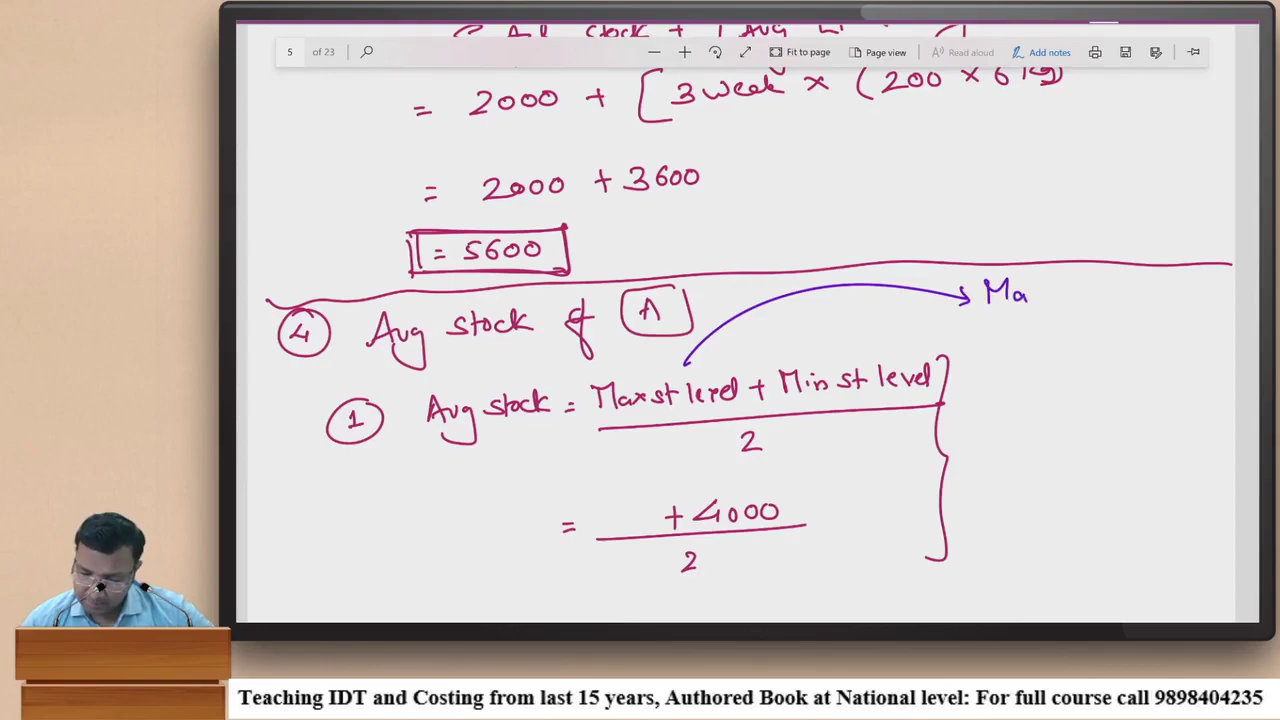 5 of 23 Fit to page Page view Read aloud Add notes
stock +
= 2000 + [3 week × (200 × 6 kg)
= 2000 + 3600
= 5600
④ Avg stock of A
Ma
① Avg stock = Max st level + Min st level
2
= + 4000
2
Teaching IDT and Costing from last 15 years, Authored Book at National level: For full course call 9898404235